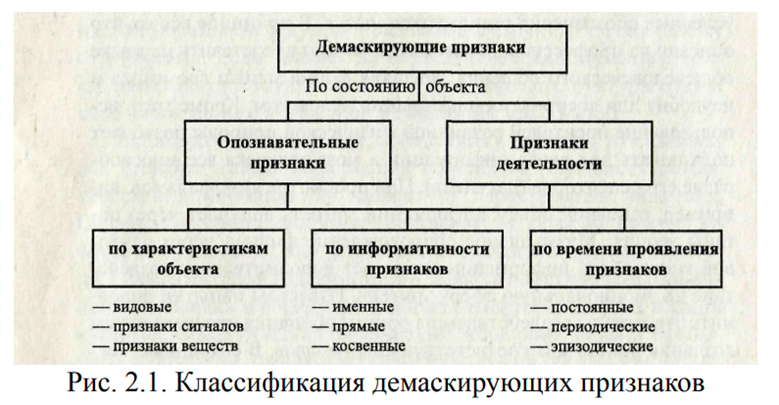 Демаскирующие признаки
По состоянию объекта
Опознавательные признаки
Признаки деятельности
по характеристикам объекта
— видовые
— признаки сигналов
— признаки веществ
по информативности признаков
— именные
— прямые
— косвенные
по времени проявления признаков
— постоянные
— периодические
— эпизодические
Рис. 2.1. Классификация демаскирующих признаков